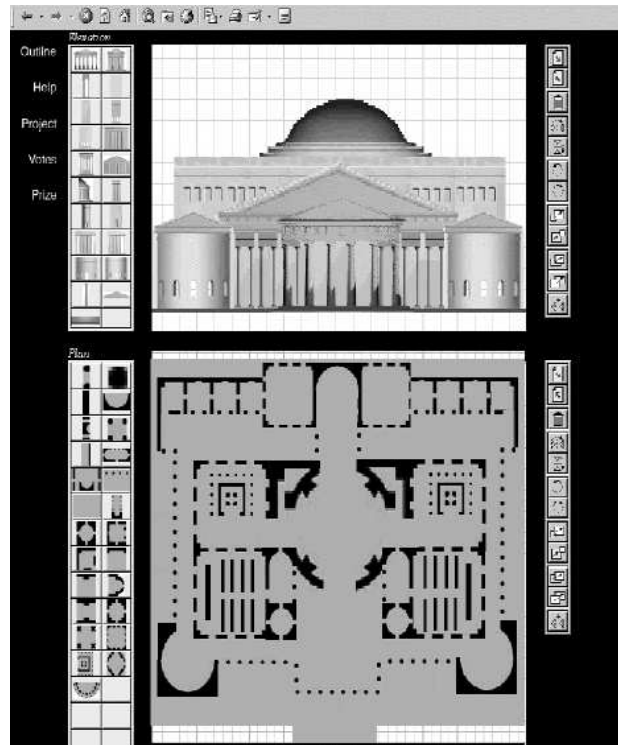 Elevation
Outline
Help
Project
Votes
Prize
Plan